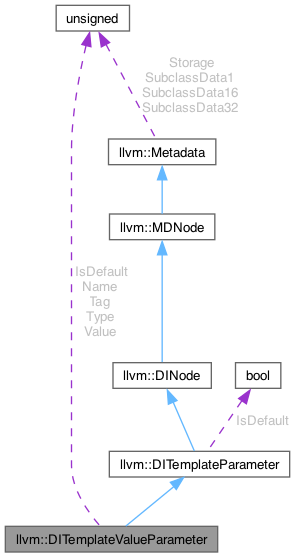 unsigned
Storage
SubclassData1
SubclassData16
SubclassData32
llvm::Metadata
llvm::MDNode
IsDefault
Name
Tag
Type
Value
llvm::DINode
bool
IsDefault
llvm::DITemplateParameter
llvm::DITemplateValueParameter